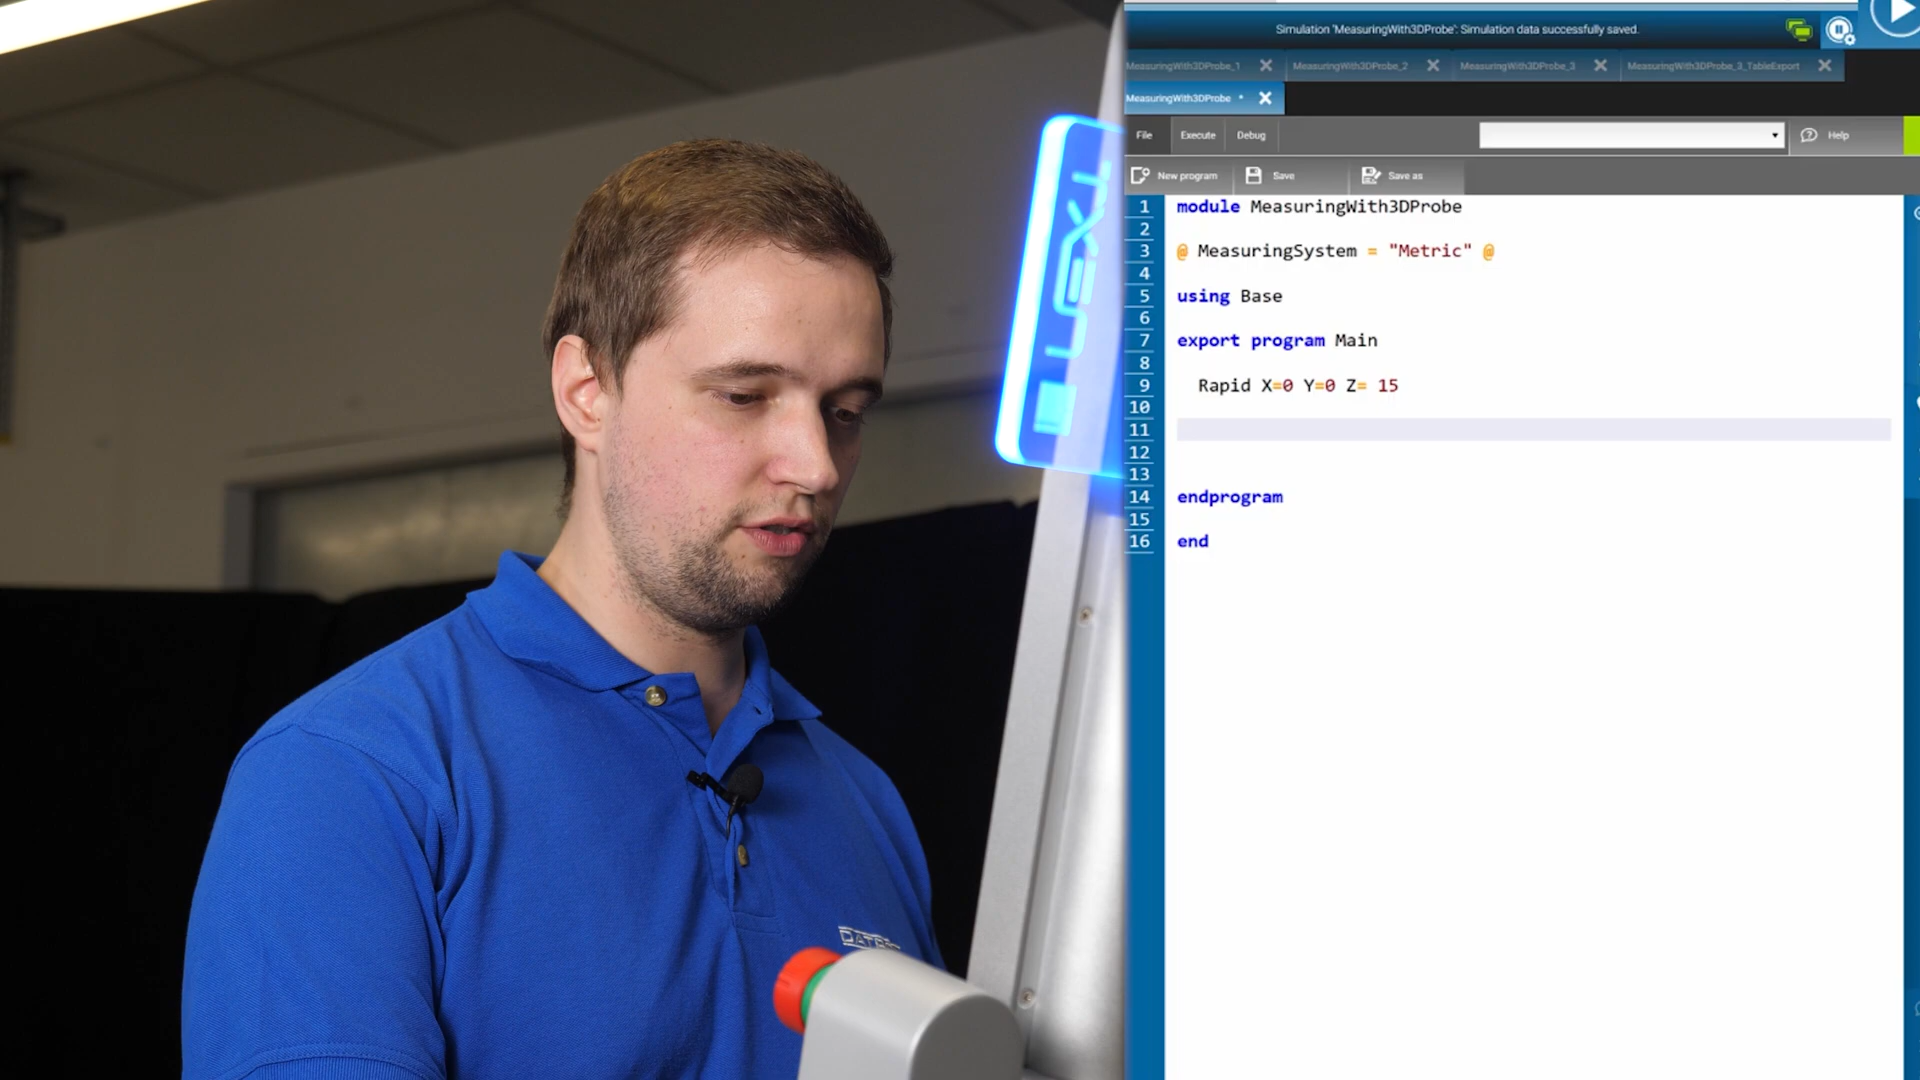 Simulation 'MeasuringWith3DProbe': Simulation data successfully saved.
MeasuringWith3DProbe_1
MeasuringWith3DProbe_2
MeasuringWith3DProbe_3
MeasuringWith3DProbe_3_TableExport
MeasuringWith3DProbe *
File
Execute
Debug
Help
New program
Save
Save as
1 module MeasuringWith3DProbe
2
3 @ MeasuringSystem = "Metric" @
4
5 using Base
6
7 export program Main
8
9 Rapid X=0 Y=0 Z= 15
10
11
12
13
14 endprogram
15
16 end